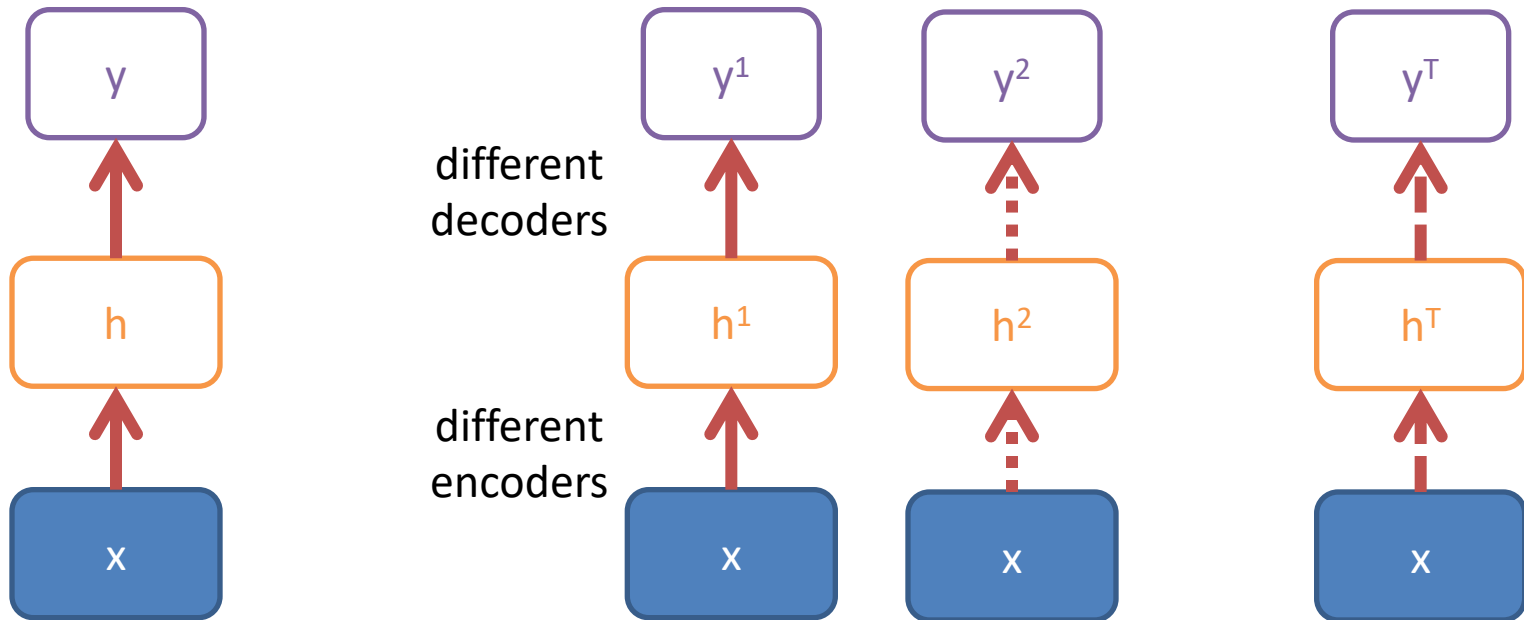 y
y¹
y²
yᵀ
different
decoders
h
h¹
h²
hᵀ
different
encoders
x
x
x
x